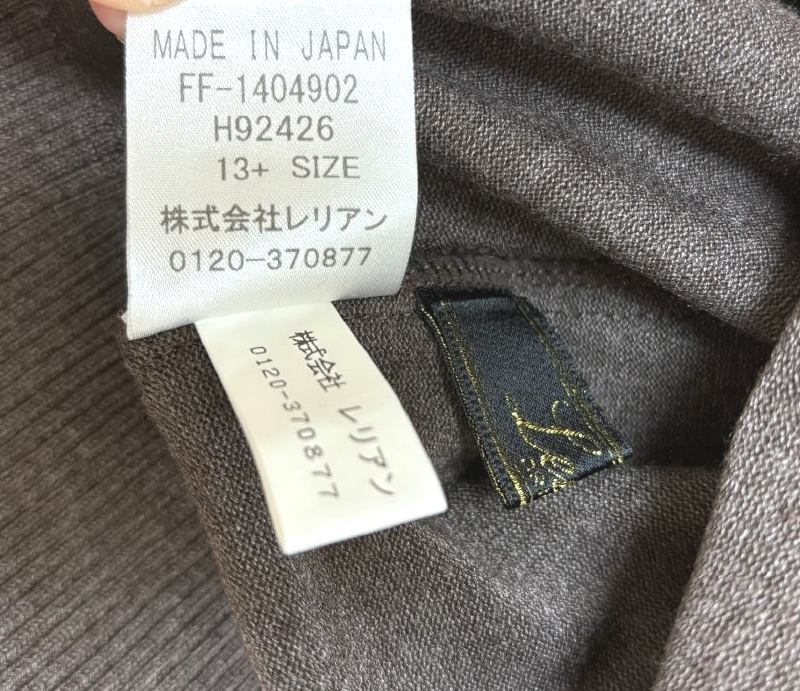 MADE IN JAPAN
FF-1404902
H92426
13+ SIZE
株式会社レリアン
0120-370877
株式会社 レリアン
0120-370877